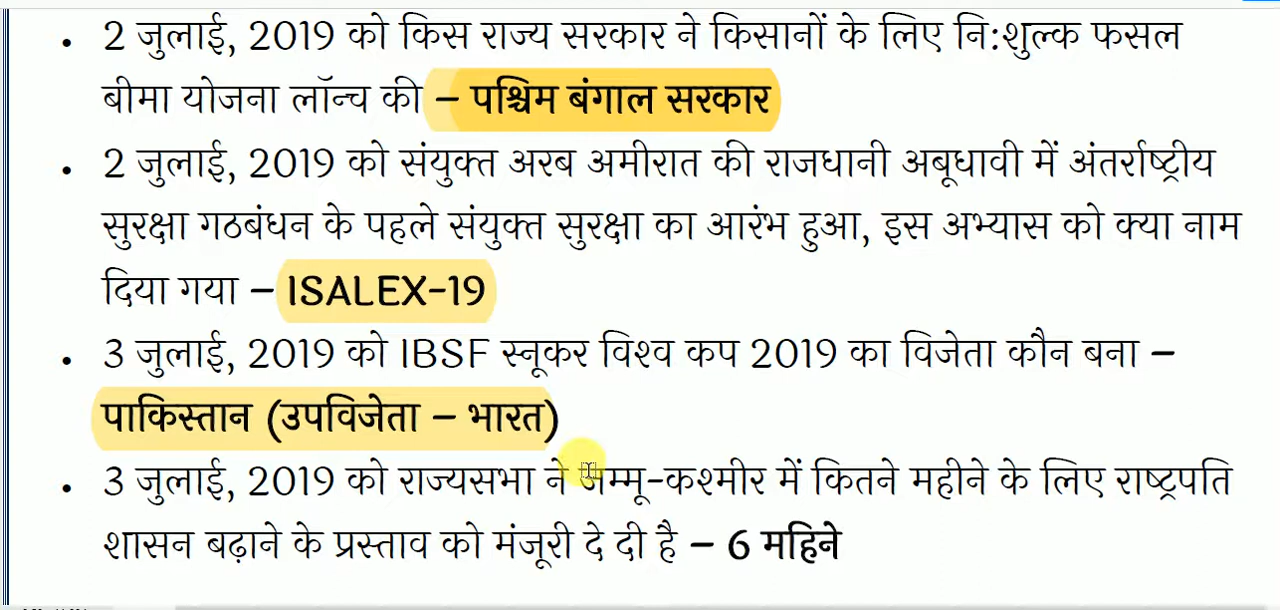 • 2 जुलाई, 2019 को किस राज्य सरकार ने किसानों के लिए नि:शुल्क फसल
बीमा योजना लॉन्च की – पश्चिम बंगाल सरकार
• 2 जुलाई, 2019 को संयुक्त अरब अमीरात की राजधानी अबूधावी में अंतर्राष्ट्रीय
सुरक्षा गठबंधन के पहले संयुक्त सुरक्षा का आरंभ हुआ, इस अभ्यास को क्या नाम
दिया गया – ISALEX-19
• 3 जुलाई, 2019 को IBSF स्नूकर विश्व कप 2019 का विजेता कौन बना –
पाकिस्तान (उपविजेता – भारत)
• 3 जुलाई, 2019 को राज्यसभा ने जम्मू-कश्मीर में कितने महीने के लिए राष्ट्रपति
शासन बढ़ाने के प्रस्ताव को मंजूरी दे दी है – 6 महिने